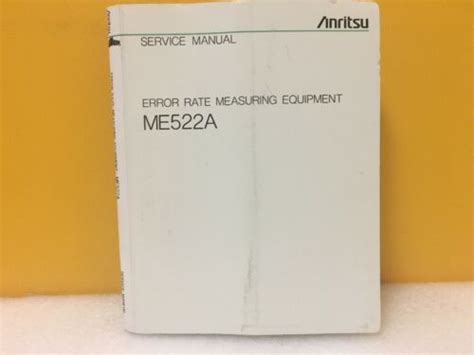 Anritsu
SERVICE MANUAL
ERROR RATE MEASURING EQUIPMENT
ME522A